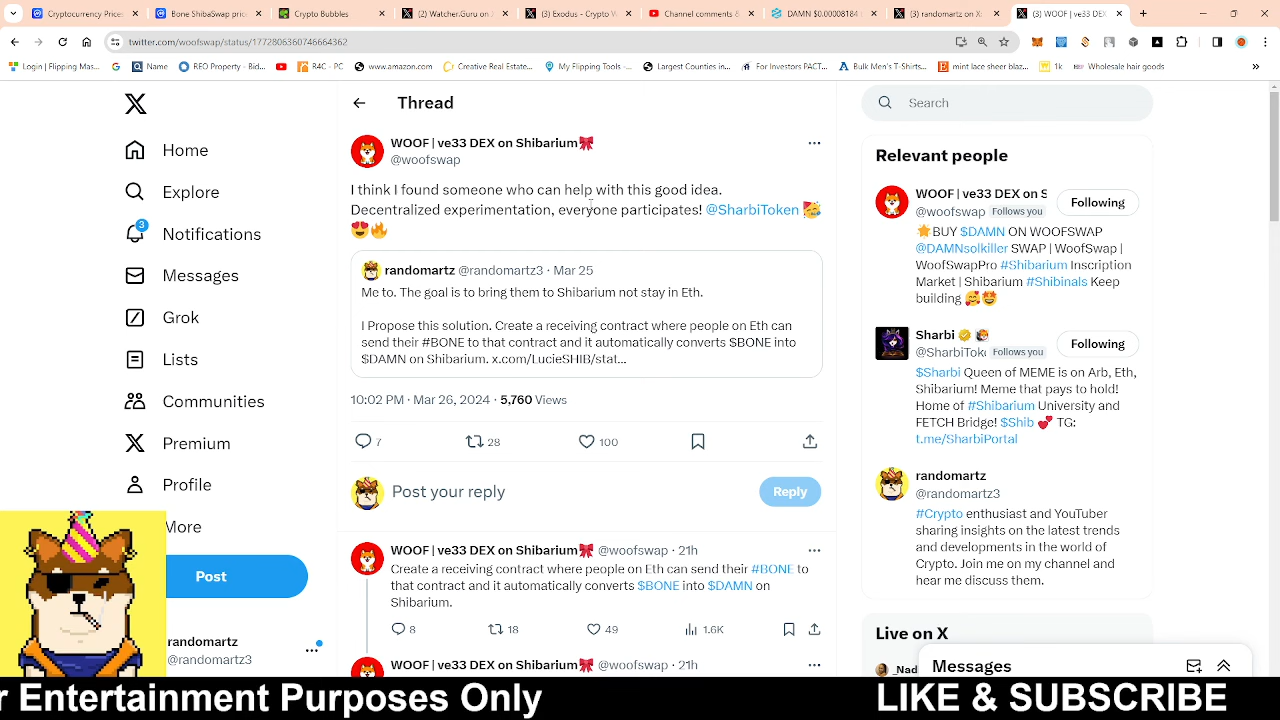 Cryptocurrency Prices
Bone ShibaSwap price
Crypto Bubbles
(2) Watcher.Guru on
(3) Exodus - Crypto W
Channel comments &
DAMN $0.00008184
(3) randomartz on X
(3) WOOF | ve33 DEX
twitter.com/woofswap/status/1772806360746664362
Login | Flipping Mas...
Name
REO Property - Bid...
R4C - PC
www.amazon.com
Creative Real Estate...
My Flipping Tools -...
Largest Counties in...
For Investors PACT...
Bulk Men's T-Shirts...
mint lace sheer blaz...
1k
Wholesale hair goods
Home
Explore
3
Notifications
Messages
Grok
Lists
Communities
Premium
Profile
More
Post
randomartz
@randomartz3
Thread
WOOF | ve33 DEX on Shibarium🎀
@woofswap
I think I found someone who can help with this good idea.
Decentralized experimentation, everyone participates! @SharbiToken 🥳
😍🔥
randomartz @randomartz3 · Mar 25
Me to. The goal is to bring them to Shibarium not stay in Eth.
I Propose this solution. Create a receiving contract where people on Eth can
send their #BONE to that contract and it automatically converts $BONE into
$DAMN on Shibarium. x.com/LucieSHIB/stat...
10:02 PM · Mar 26, 2024 · 5,760 Views
7
28
100
Post your reply
Reply
WOOF | ve33 DEX on Shibarium🎀 @woofswap · 21h
Create a receiving contract where people on Eth can send their #BONE to
that contract and it automatically converts $BONE into $DAMN on
Shibarium.
8
18
49
1.6K
WOOF | ve33 DEX on Shibarium🎀 @woofswap · 21h
Search
Relevant people
WOOF | ve33 DEX on S
@woofswap Follows you
Following
⭐BUY $DAMN ON WOOFSWAP
@DAMNsolkiller SWAP | WoofSwap |
WoofSwapPro #Shibarium Inscription
Market | Shibarium #Shibinals Keep
building 🥰🤩
Sharbi
@SharbiToke Follows you
Following
$Sharbi Queen of MEME is on Arb, Eth,
Shibarium! Meme that pays to hold!
Home of #Shibarium University and
FETCH Bridge! $Shib 💕 TG:
t.me/SharbiPortal
randomartz
@randomartz3
#Crypto enthusiast and YouTuber
sharing insights on the latest trends
and developments in the world of
Crypto. Join me on my channel and
hear me discuss them.
Live on X
_Nad
Messages
r Entertainment Purposes Only
LIKE & SUBSCRIBE